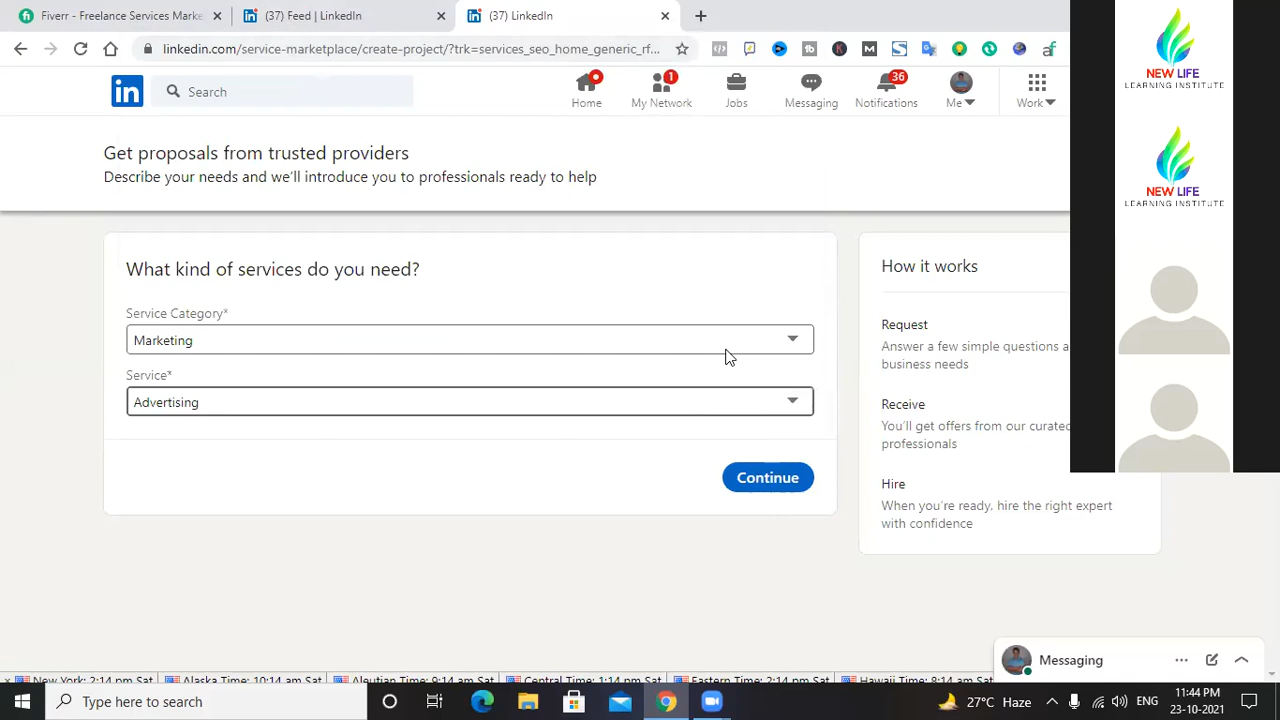 Fiverr - Freelance Services Marke
(37) Feed | LinkedIn
(37) LinkedIn
linkedin.com/service-marketplace/create-project/?trk=services_seo_home_generic_rf...
in
Search
Home
1
My Network
Jobs
Messaging
36
Notifications
Me
Work
NEW LIFE
LEARNING INSTITUTE
NEW LIFE
LEARNING INSTITUTE
Get proposals from trusted providers
Describe your needs and we'll introduce you to professionals ready to help
What kind of services do you need?
Service Category*
Marketing
Service*
Advertising
Continue
How it works
Request
Answer a few simple questions a
business needs
Receive
You'll get offers from our curated
professionals
Hire
When you're ready, hire the right expert
with confidence
Messaging
New York: 2:14 pm Sat
Alaska Time: 10:14 am Sat
Aleutian Time: 9:14 am Sat
Central Time: 1:14 pm Sat
Eastern Time: 2:14 pm Sat
Hawaii Time: 8:14 am Sat
Type here to search
27°C Haze
ENG
11:44 PM
23-10-2021